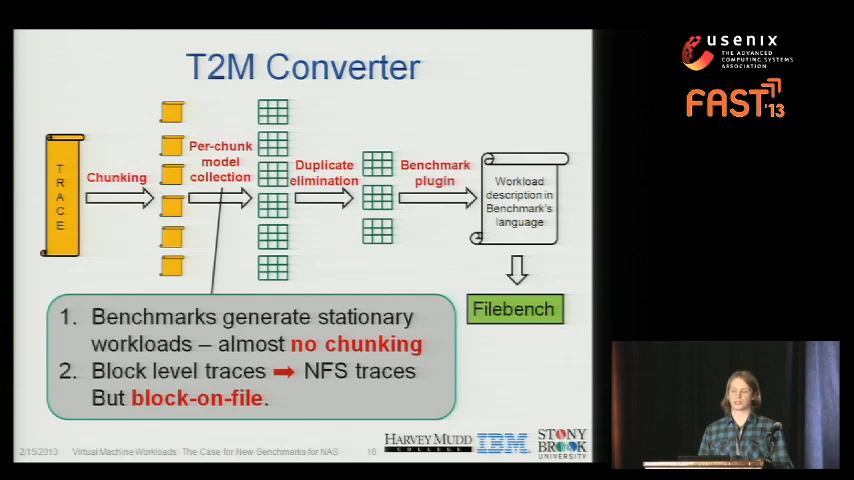 T2M Converter
usenix
THE ADVANCED
COMPUTING SYSTEMS
ASSOCIATION
FAST'13
TRACE
Chunking
Per-chunk
model
collection
Duplicate
elimination
Benchmark
plugin
Workload
description in
Benchmark's
language
Filebench
1. Benchmarks generate stationary
workloads – almost no chunking
2. Block level traces ➡ NFS traces
But block-on-file.
2/15/2013
Virtual Machine Workloads: The Case for New Benchmarks for NAS
16
HARVEY MUDD
COLLEGE
IBM
STONY
BROOK
UNIVERSITY